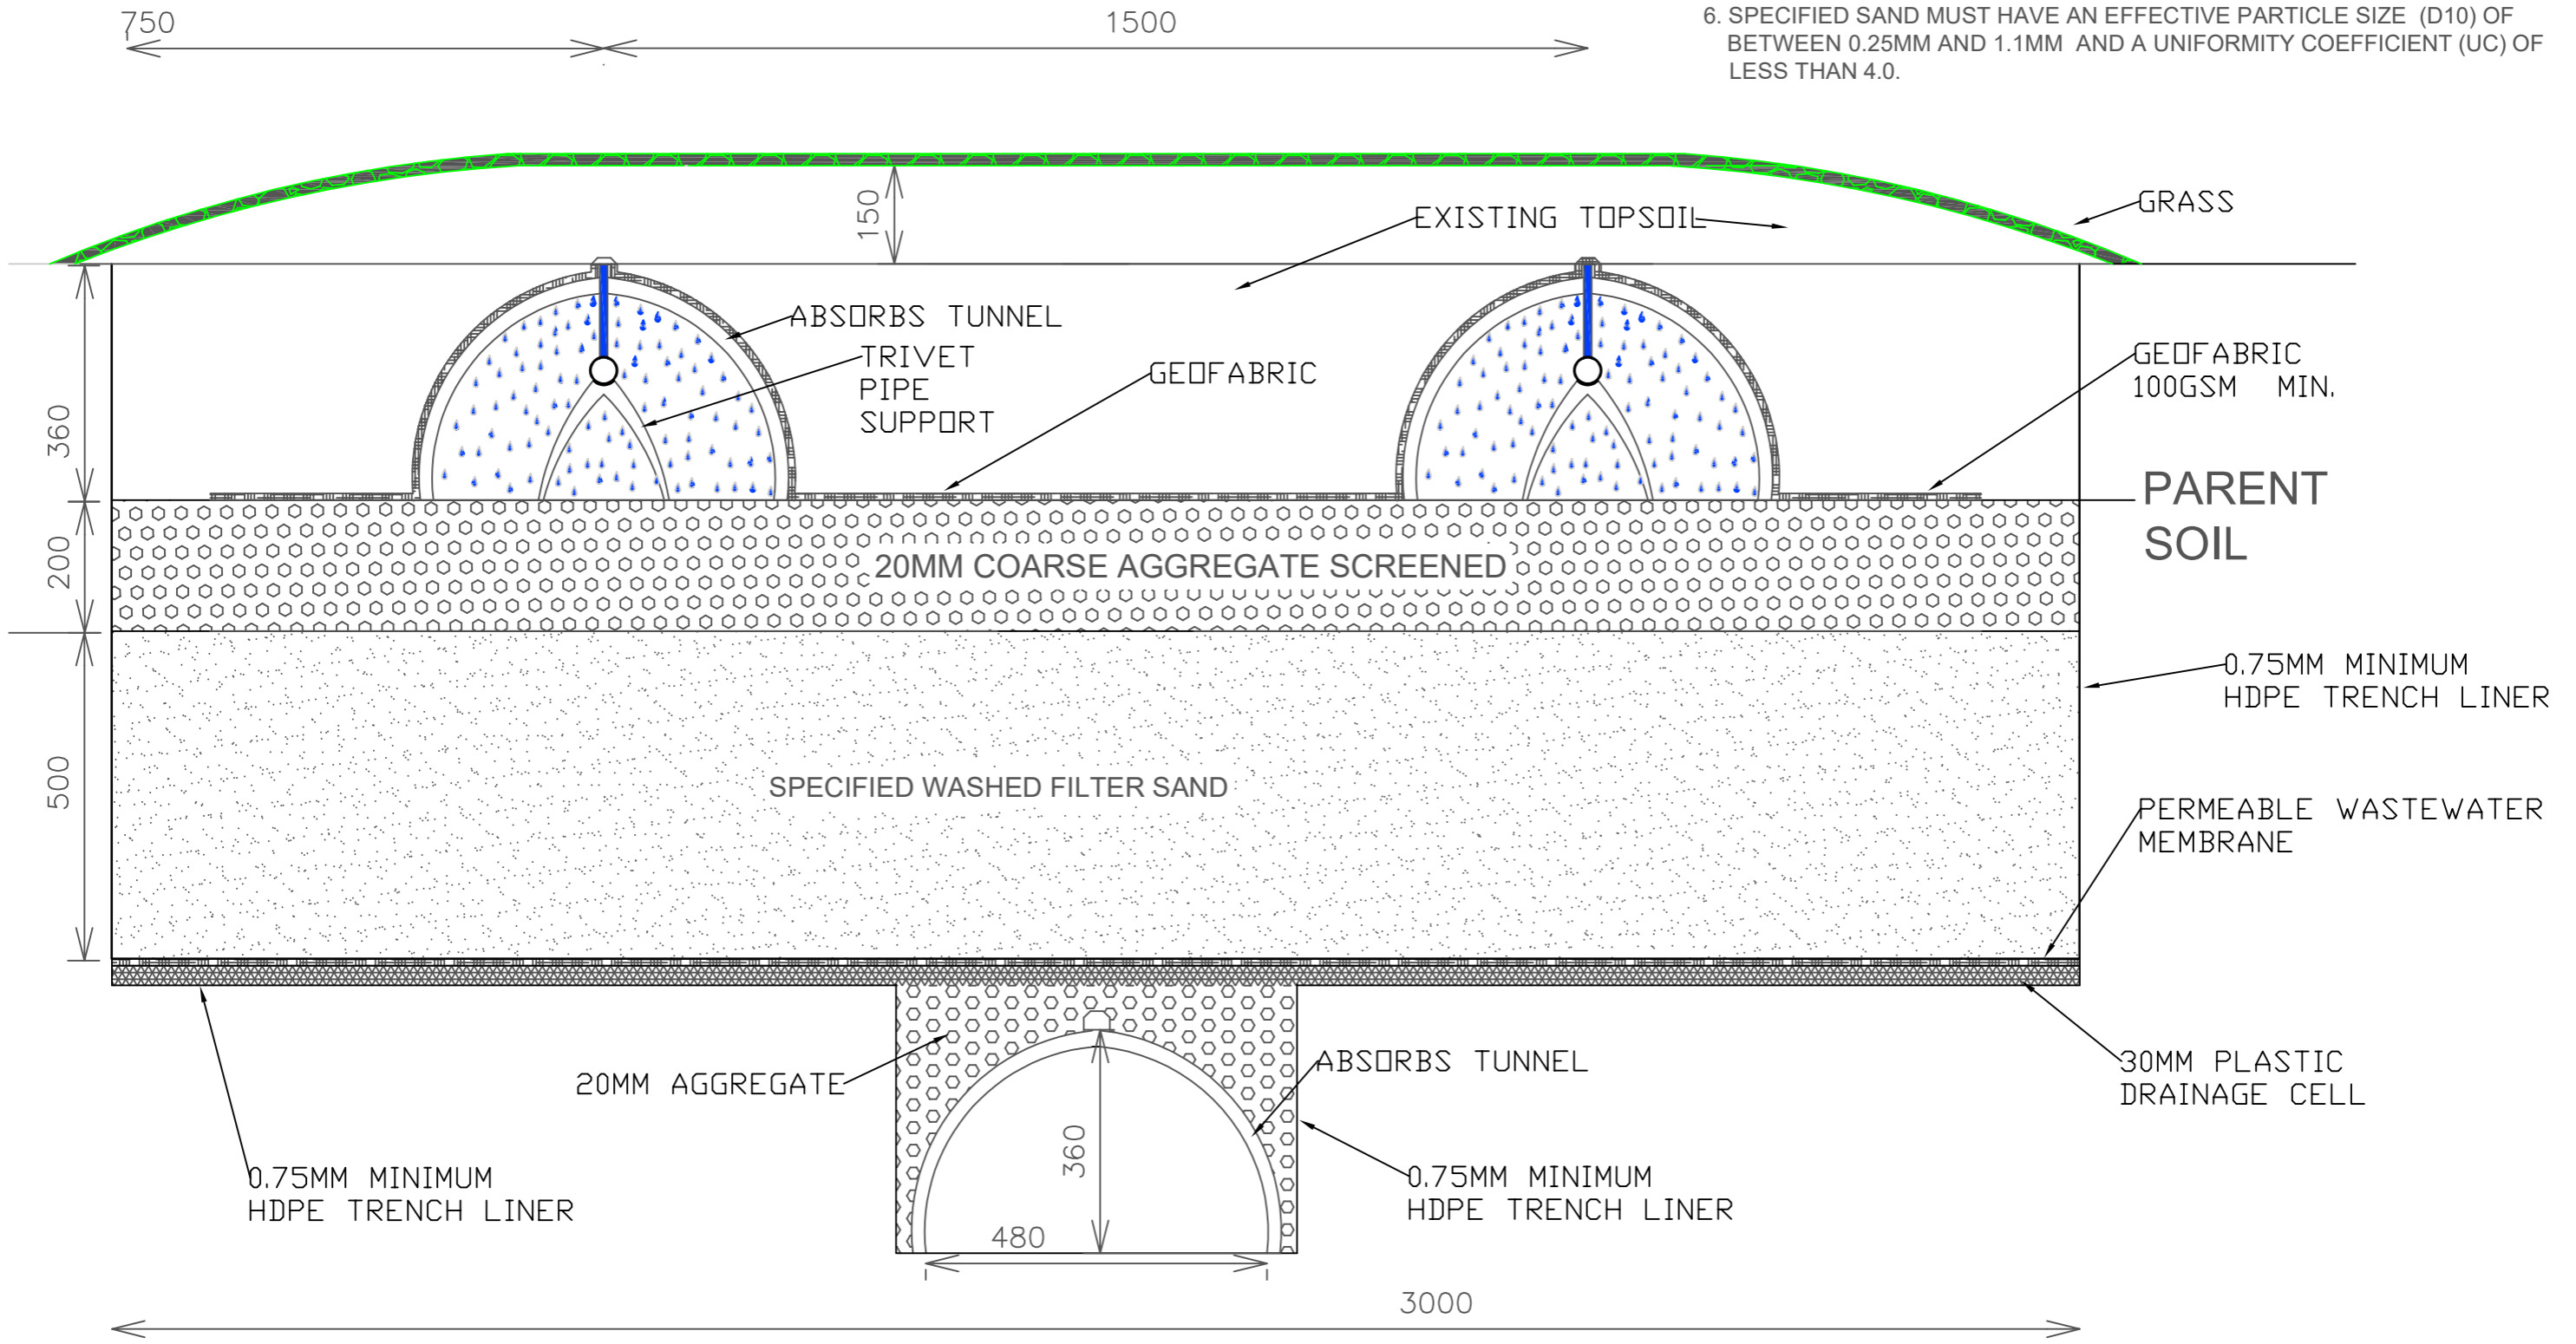 750
1500
6. SPECIFIED SAND MUST HAVE AN EFFECTIVE PARTICLE SIZE (D10) OF
BETWEEN 0.25MM AND 1.1MM AND A UNIFORMITY COEFFICIENT (UC) OF
LESS THAN 4.0.
150
EXISTING TOPSOIL
GRASS
ABSORBS TUNNEL
TRIVET
PIPE
SUPPORT
GEOFABRIC
GEOFABRIC
100GSM MIN.
360
PARENT
SOIL
200
20MM COARSE AGGREGATE SCREENED
0.75MM MINIMUM
HDPE TRENCH LINER
500
SPECIFIED WASHED FILTER SAND
PERMEABLE WASTEWATER
MEMBRANE
20MM AGGREGATE
ABSORBS TUNNEL
30MM PLASTIC
DRAINAGE CELL
360
0.75MM MINIMUM
HDPE TRENCH LINER
0.75MM MINIMUM
HDPE TRENCH LINER
480
3000